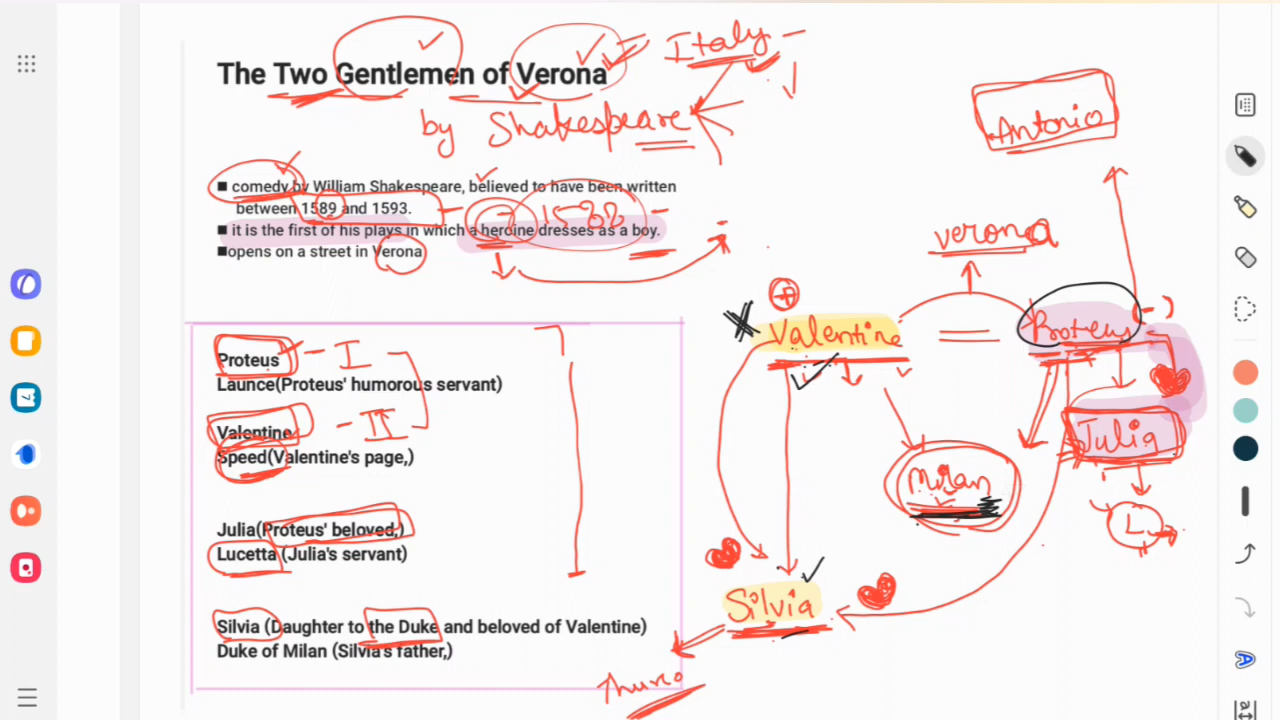 The Two Gentlemen of Verona
Italy
by Shakespeare
Antonio
■ comedy by William Shakespeare, believed to have been written
between 1589 and 1593.
1588
■ it is the first of his plays in which a heroine dresses as a boy.
■opens on a street in Verona
verona
Valentine
Proteus
Julia
Milan
L
Silvia
Thurio
Proteus - I
Launce(Proteus' humorous servant)
Valentine - II
Speed(Valentine's page,)
Julia(Proteus' beloved,)
Lucetta (Julia's servant)
Silvia (Daughter to the Duke and beloved of Valentine)
Duke of Milan (Silvia's father,)